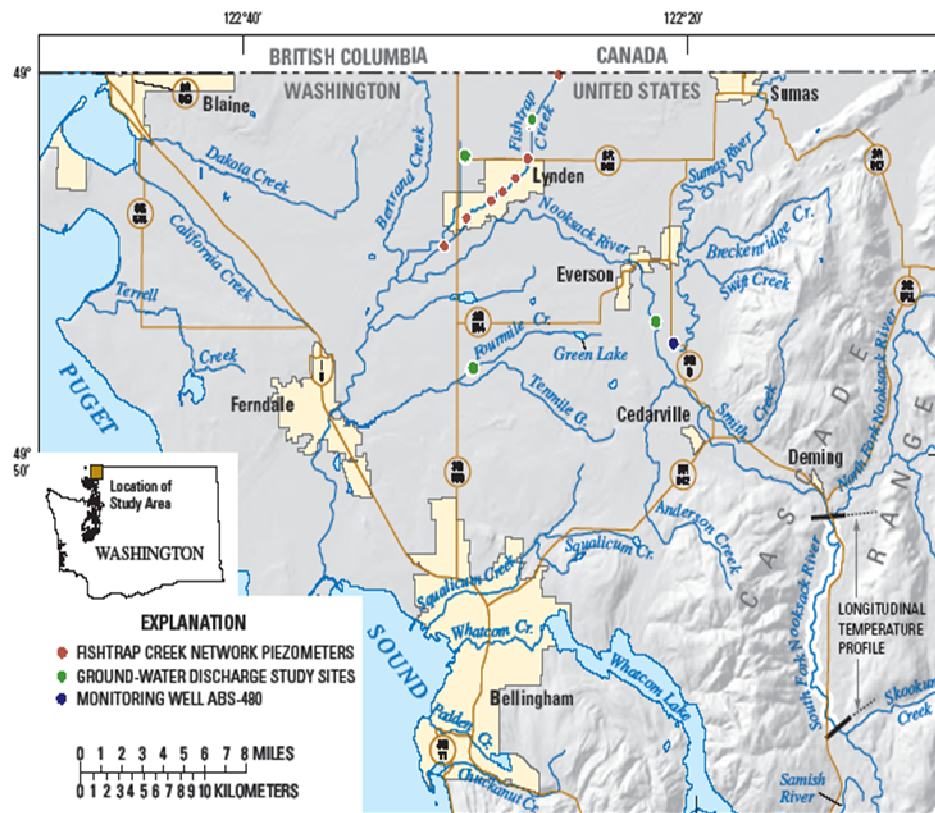 122°40'
122°20'
49°
BRITISH COLUMBIA
CANADA
WASHINGTON
UNITED STATES
Blaine
Sumas
Fishtrap
Creek
Dakota Creek
Bertrand Creek
Lynden
Sumas River
California Creek
Nooksack River
Breckenridge Cr.
Everson
Swift Creek
Terrell
Creek
Fourmile Cr.
Green Lake
North Fork Nooksack River
PUGET
SOUND
Ferndale
Tenmile
Cedarville
Smith
Creek
CASCADE
RANGE
Deming
49°
50'
Location of
Study Area
WASHINGTON
Anderson Creek
Squalicum Cr.
Squalicum Creek
South Fork Nooksack River
LONGITUDINAL
TEMPERATURE
PROFILE
EXPLANATION
FISHTRAP CREEK NETWORK PIEZOMETERS
GROUND-WATER DISCHARGE STUDY SITES
MONITORING WELL ABS-480
Whatcom Cr.
Whatcom Lake
Bellingham
Skookum
Creek
Padden Cr.
Chuckanut Cr.
Samish
River
0 1 2 3 4 5 6 7 8 MILES
0 1 2 3 4 5 6 7 8 9 10 KILOMETERS